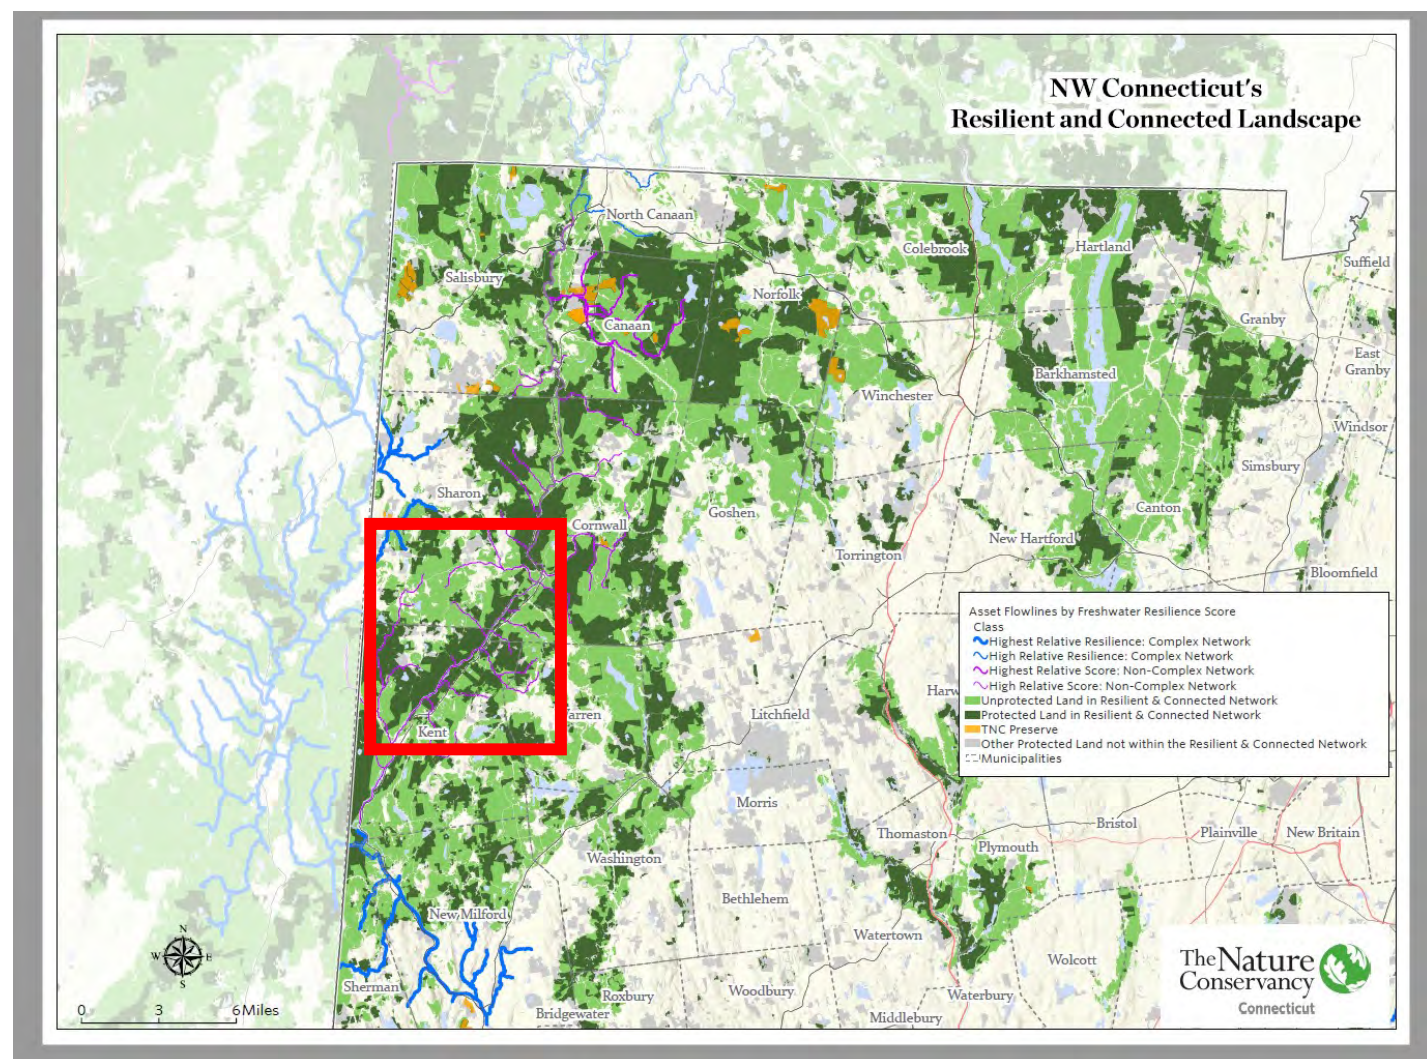 NW Connecticut's
Resilient and Connected Landscape
North Canaan
Colebrook
Hartland
Suffield
Salisbury
Norfolk
Granby
Canaan
East
Granby
Barkhamsted
Winchester
Windsor
Simsbury
Sharon
Cornwall
Goshen
Canton
New Hartford
Torrington
Bloomfield
Asset Flowlines by Freshwater Resilience Score
Class
Highest Relative Resilience: Complex Network
High Relative Resilience: Complex Network
Highest Relative Score: Non-Complex Network
High Relative Score: Non-Complex Network
Unprotected Land in Resilient & Connected Network
Protected Land in Resilient & Connected Network
TNC Preserve
Other Protected Land not within the Resilient & Connected Network
Municipalities
Harw
arren
Litchfield
Kent
Morris
Thomaston
Bristol
Plainville
New Britain
Plymouth
Washington
Bethlehem
New Milford
Watertown
N
W
E
S
Wolcott
The Nature
Conservancy
Connecticut
Sherman
Roxbury
Woodbury
Waterbury
0 3 6 Miles
Bridgewater
Middlebury